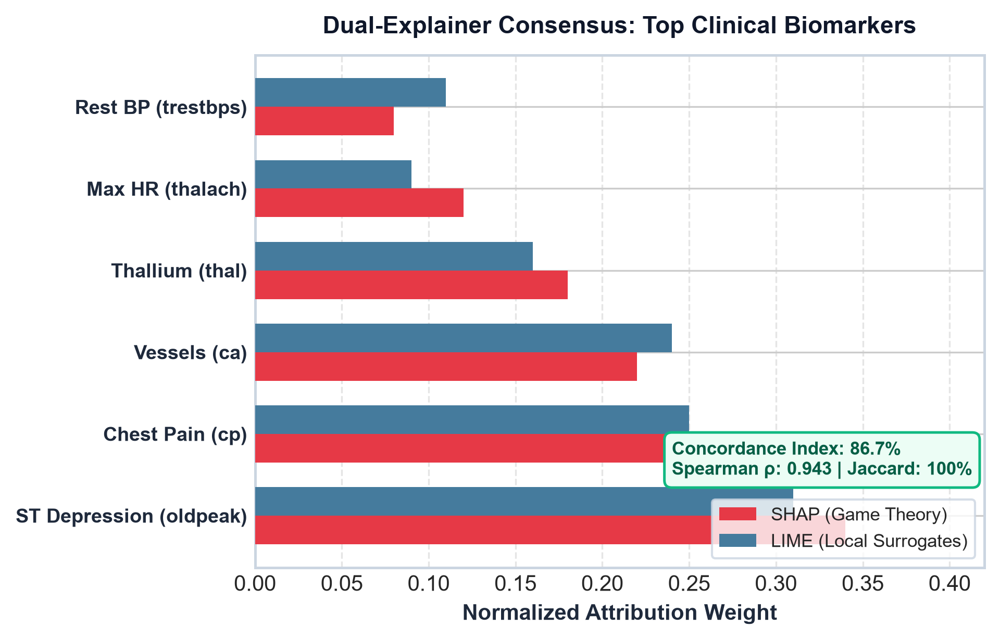 Dual-Explainer Consensus: Top Clinical Biomarkers
Rest BP (trestbps)
Max HR (thalach)
Thallium (thal)
Vessels (ca)
Chest Pain (cp)
ST Depression (oldpeak)
Concordance Index: 86.7%
Spearman ρ: 0.943 | Jaccard: 100%
SHAP (Game Theory)
LIME (Local Surrogates)
0.00 0.05 0.10 0.15 0.20 0.25 0.30 0.35 0.40
Normalized Attribution Weight